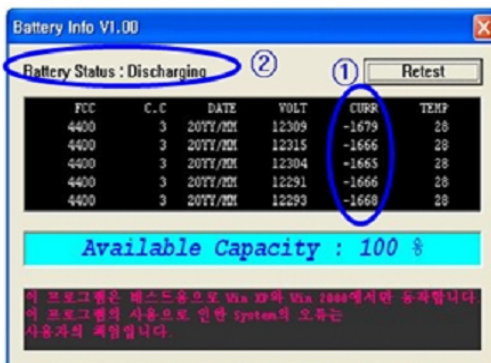 Battery Info V1.00
Battery Status : Discharging ② ① Retest
FCC C.C DATE VOLT CURR TEMP
4400 3 20YY/MM 12309 -1679 28
4400 3 20YY/MM 12315 -1666 28
4400 3 20YY/MM 12304 -1665 28
4400 3 20YY/MM 12291 -1666 28
4400 3 20YY/MM 12293 -1668 28
Available Capacity : 100 %
이 프로그램은 테스트용으로 Win XP와 Win 2000에서만 동작합니다.
이 프로그램의 사용으로 인한 System의 오류는
사용자의 책임입니다.